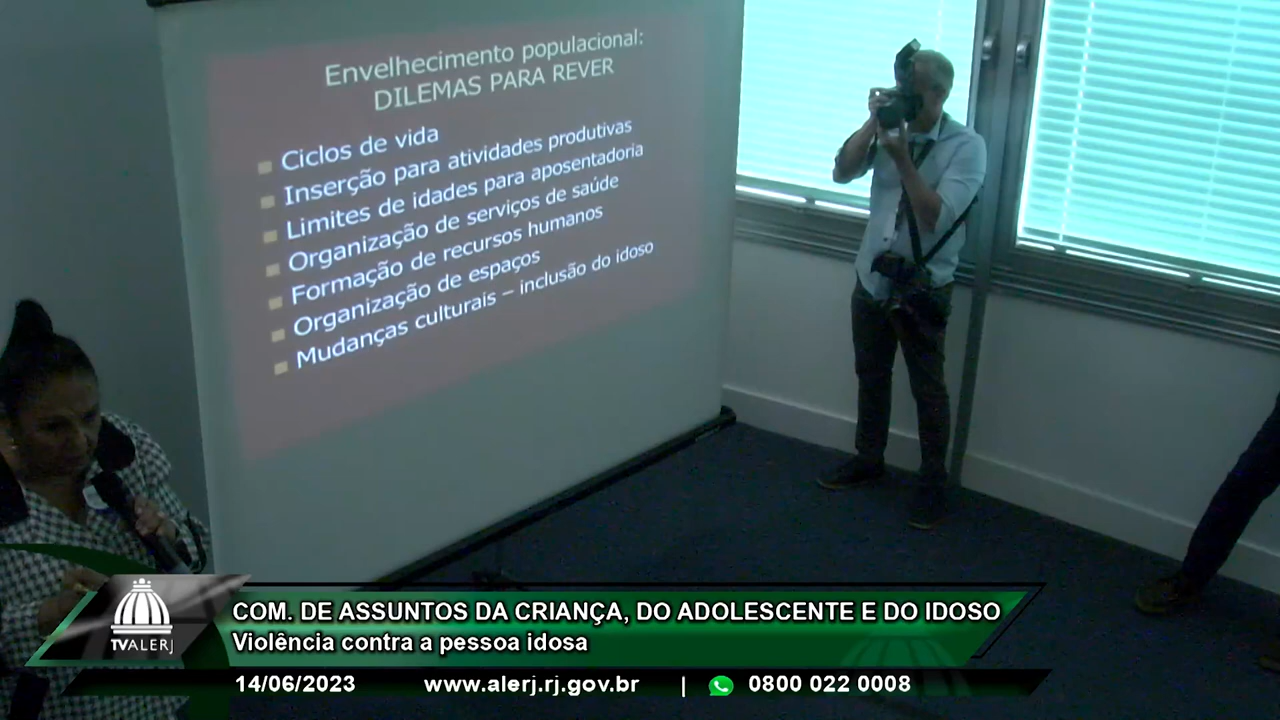 Envelhecimento populacional:
DILEMAS PARA REVER
Ciclos de vida
Inserção para atividades produtivas
Limites de idades para aposentadoria
Organização de serviços de saúde
Formação de recursos humanos
Organização de espaços
Mudanças culturais – inclusão do idoso
COM. DE ASSUNTOS DA CRIANÇA, DO ADOLESCENTE E DO IDOSO
Violência contra a pessoa idosa
TVALERJ
14/06/2023 www.alerj.rj.gov.br | 0800 022 0008